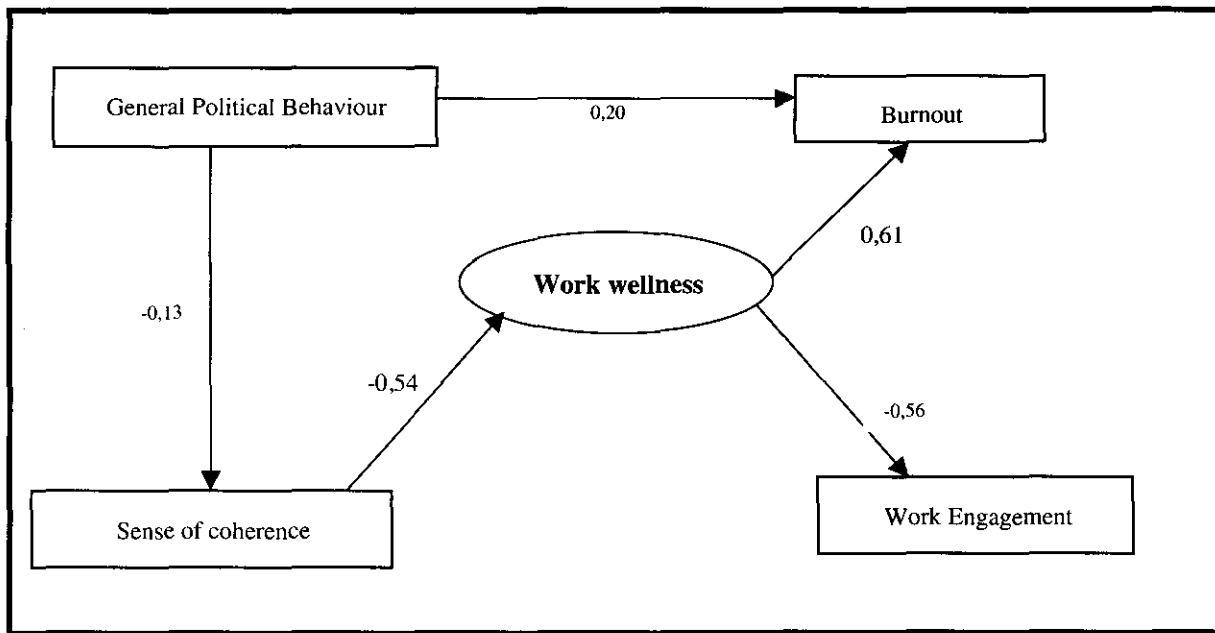 General Political Behaviour
Burnout
0,20
0,61
Work wellness
-0,13
-0,54
-0,56
Sense of coherence
Work Engagement